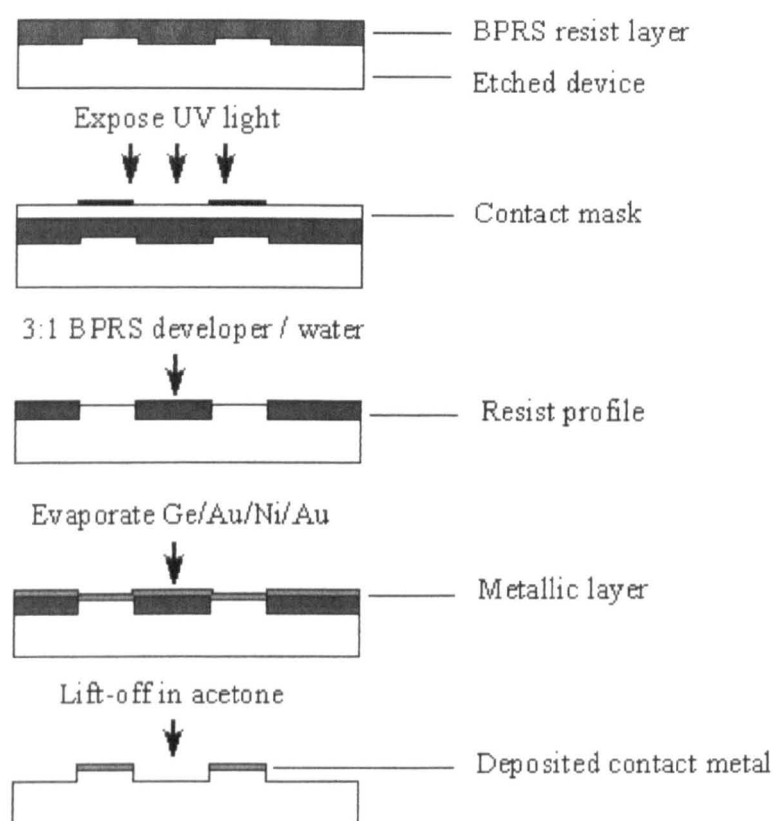 BPRS resist layer
Etched device
Expose UV light
Contact mask
3:1 BPRS developer / water
Resist profile
Evaporate Ge/Au/Ni/Au
Metallic layer
Lift-off in acetone
Deposited contact metal